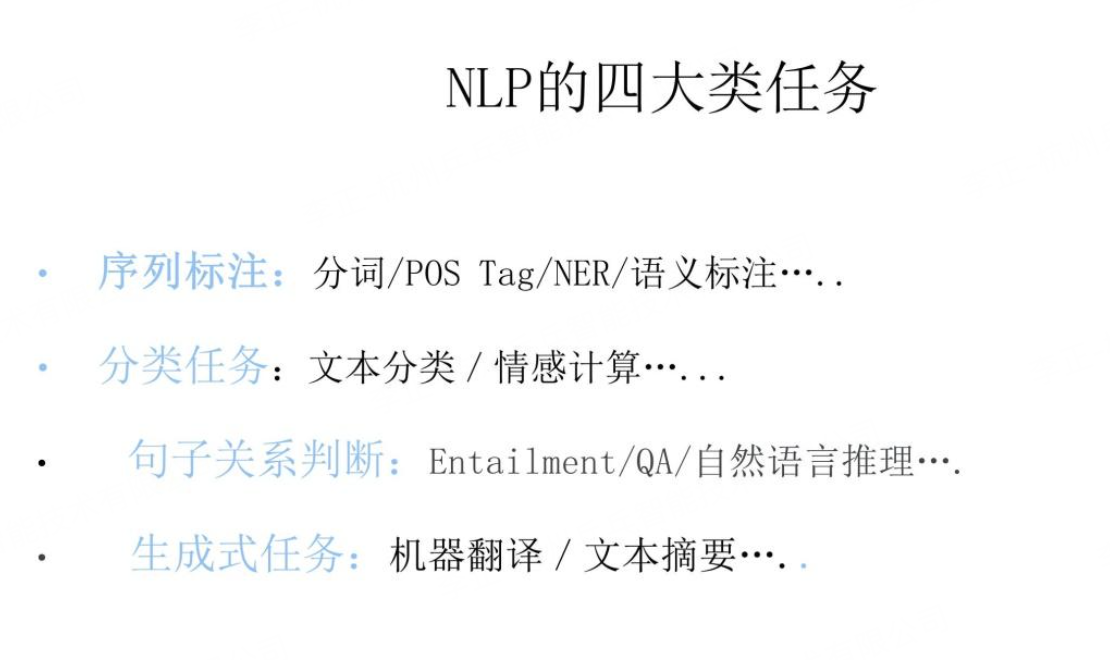 NLP的四大类任务
• 序列标注：分词/POS Tag/NER/语义标注…..
• 分类任务：文本分类/情感计算…...
• 句子关系判断：Entailment/QA/自然语言推理….
• 生成式任务：机器翻译/文本摘要…..